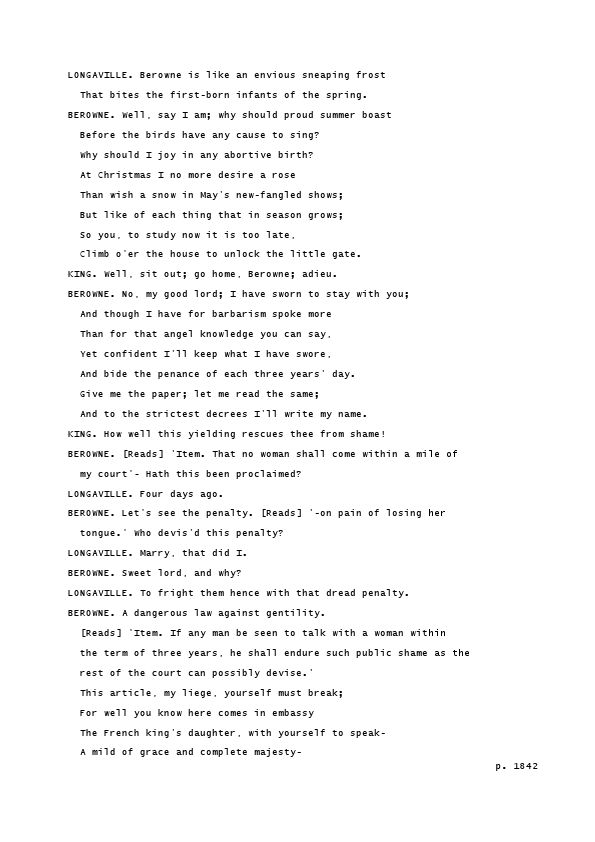 LONGAVILLE. Berowne is like an envious sneaping frost
That bites the first-born infants of the spring.
BEROWNE. Well, say I am; why should proud summer boast
Before the birds have any cause to sing?
Why should I joy in any abortive birth?
At Christmas I no more desire a rose
Than wish a snow in May's new-fangled shows;
But like of each thing that in season grows;
So you, to study now it is too late,
Climb o'er the house to unlock the little gate.
KING. Well, sit out; go home, Berowne; adieu.
BEROWNE. No, my good lord; I have sworn to stay with you;
And though I have for barbarism spoke more
Than for that angel knowledge you can say,
Yet confident I'll keep what I have swore,
And bide the penance of each three years' day.
Give me the paper; let me read the same;
And to the strictest decrees I'll write my name.
KING. How well this yielding rescues thee from shame!
BEROWNE. [Reads] 'Item. That no woman shall come within a mile of
my court'- Hath this been proclaimed?
LONGAVILLE. Four days ago.
BEROWNE. Let's see the penalty. [Reads] '-on pain of losing her
tongue.' Who devis'd this penalty?
LONGAVILLE. Marry, that did I.
BEROWNE. Sweet lord, and why?
LONGAVILLE. To fright them hence with that dread penalty.
BEROWNE. A dangerous law against gentility.
[Reads] 'Item. If any man be seen to talk with a woman within
the term of three years, he shall endure such public shame as the
rest of the court can possibly devise.'
This article, my liege, yourself must break;
For well you know here comes in embassy
The French king's daughter, with yourself to speak-
A mild of grace and complete majesty-
p. 1842